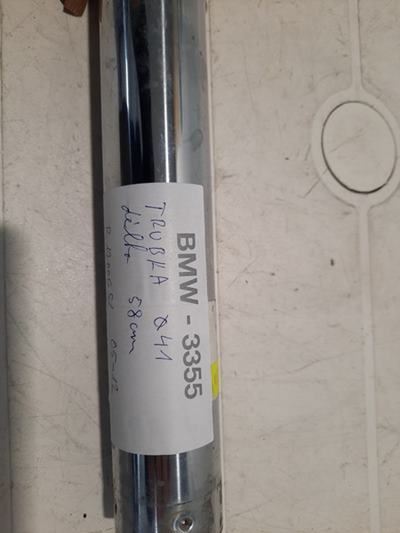 BMW - 3355
TRUBKA Ø41
délka 58cm